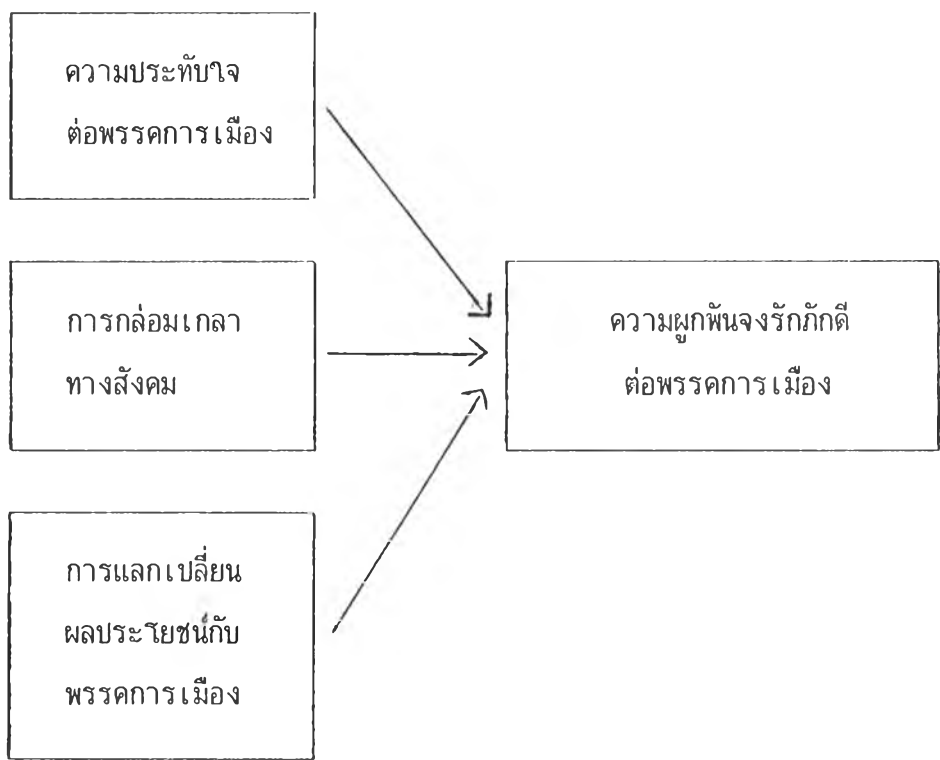 ความประทับใจ
ต่อพรรคการเมือง
การกล่อมเกลา
ทางสังคม
ความผูกพันจงรักภักดี
ต่อพรรคการเมือง
การแลกเปลี่ยน
ผลประโยชน์กับ
พรรคการเมือง